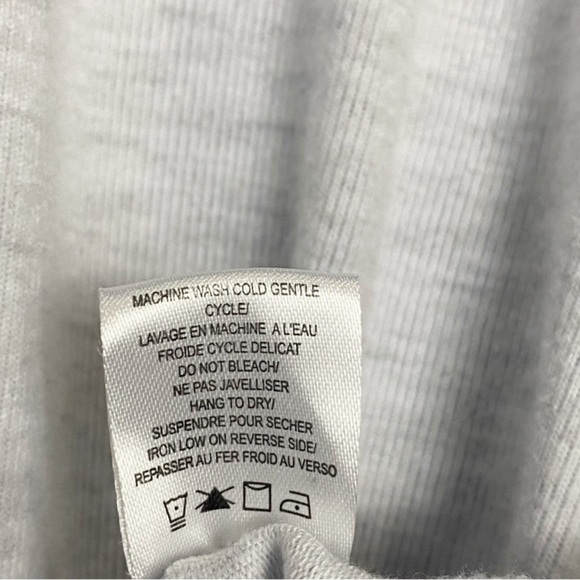 MACHINE WASH COLD GENTLE
CYCLE/
LAVAGE EN MACHINE A L'EAU
FROIDE CYCLE DELICAT
DO NOT BLEACH/
NE PAS JAVELLISER
HANG TO DRY/
SUSPENDRE POUR SECHER
IRON LOW ON REVERSE SIDE/
REPASSER AU FER FROID AU VERSO